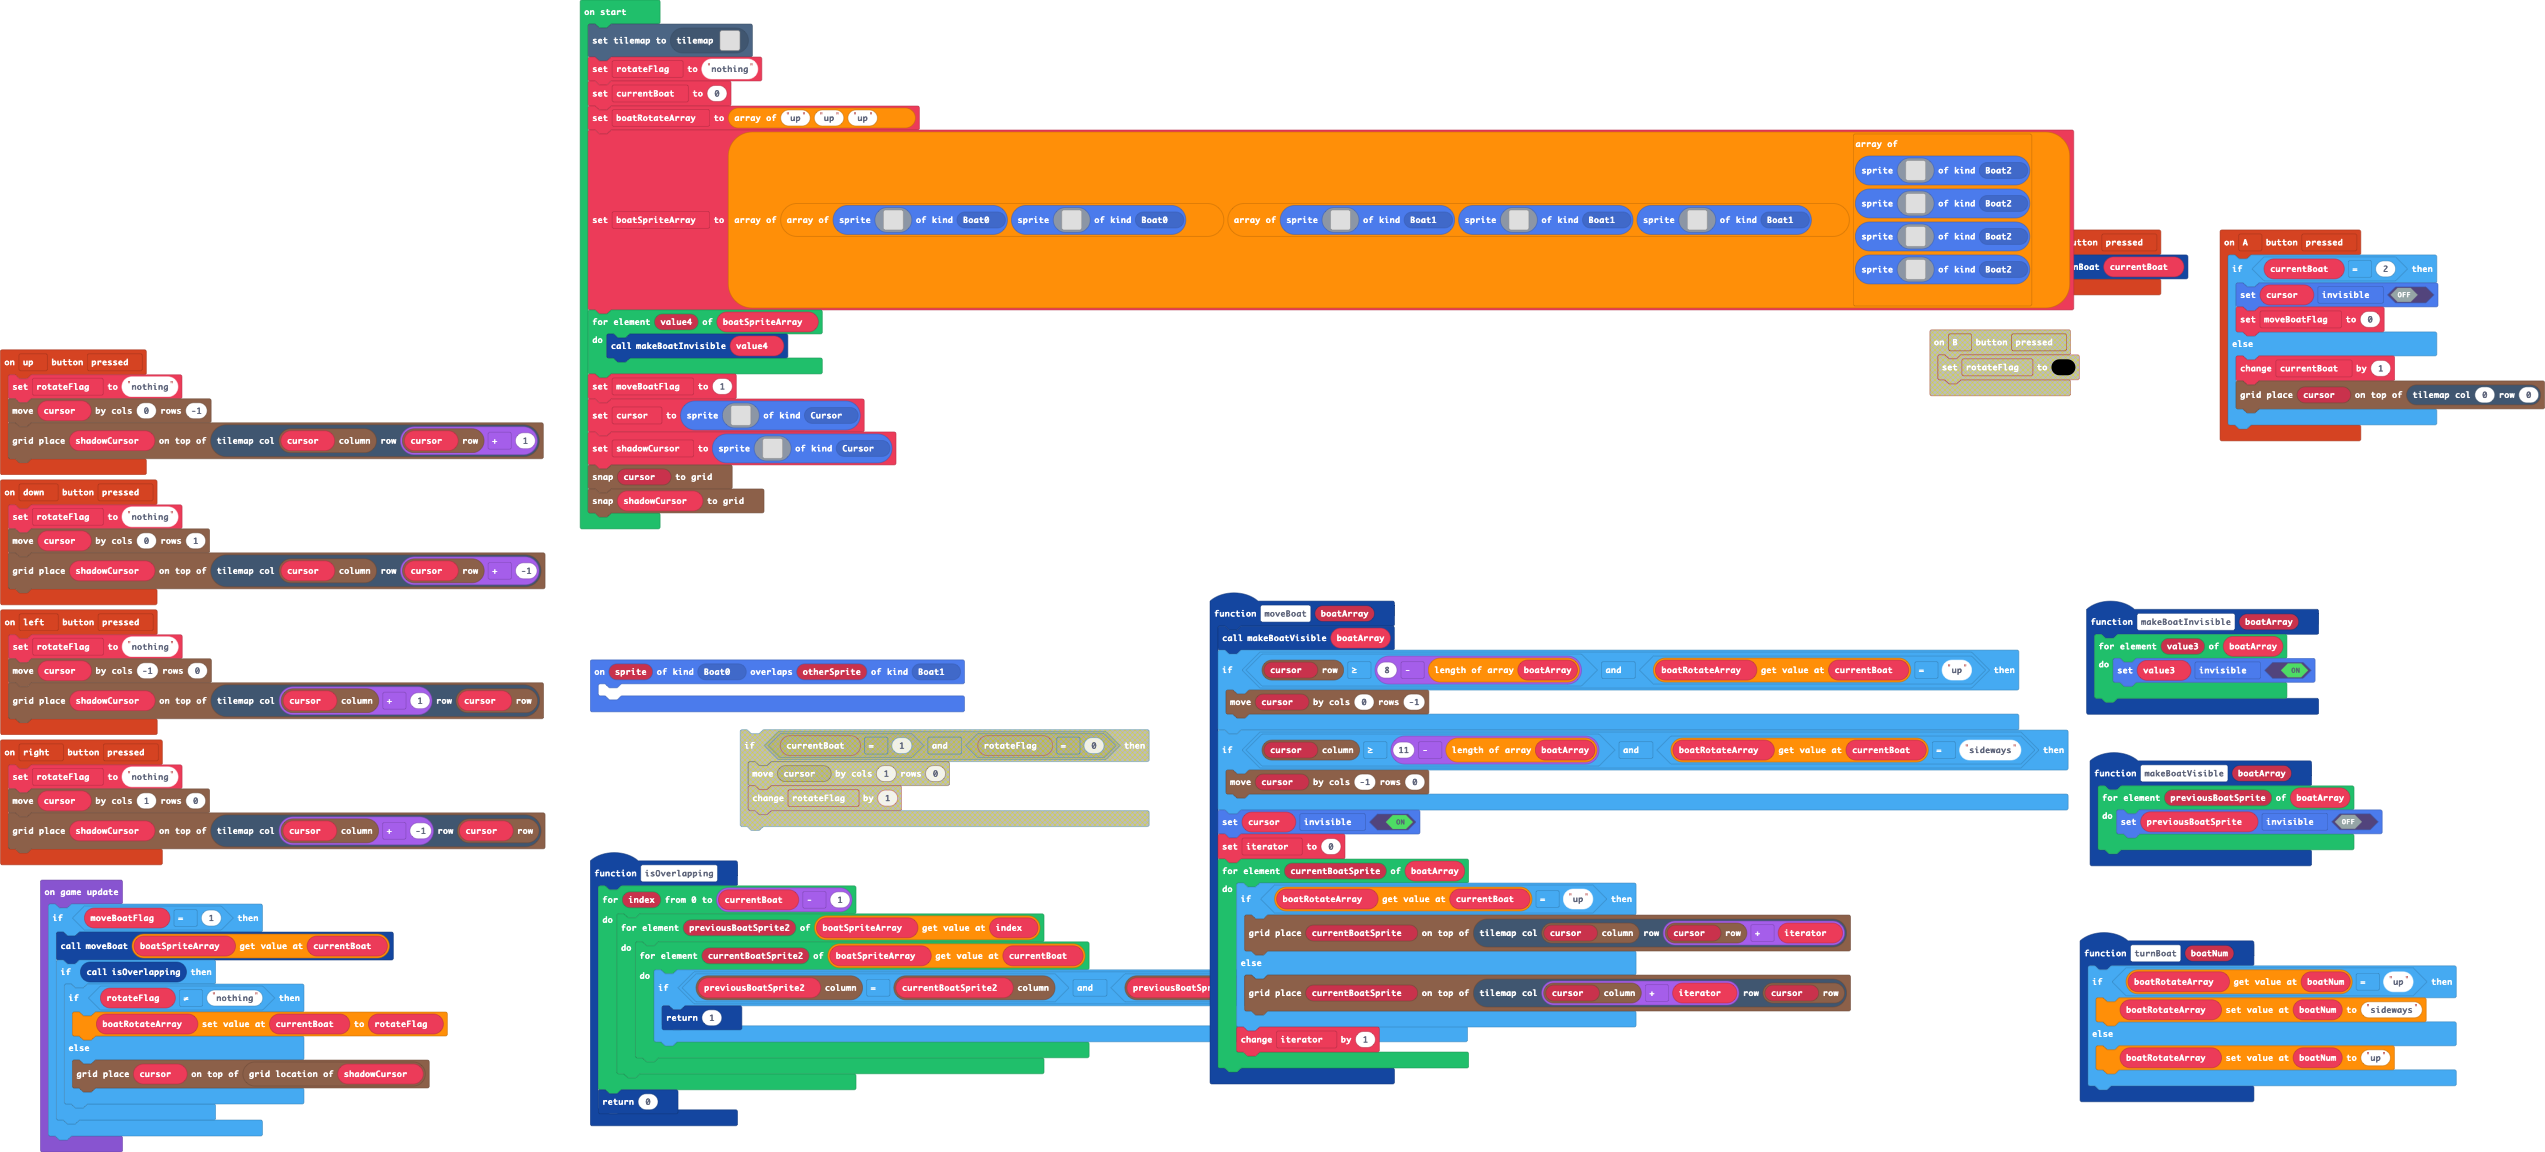 on start
set tilemap to tilemap
set rotateFlag to "nothing"
set currentBoat to 0
set boatRotateArray to array of "up" "up" "up"
set boatSpriteArray to array of array of sprite of kind Boat0 sprite of kind Boat0 array of sprite of kind Boat1 sprite of kind Boat1 sprite of kind Boat1
array of
sprite of kind Boat2
sprite of kind Boat2
sprite of kind Boat2
sprite of kind Boat2
for element value4 of boatSpriteArray
do call makeBoatInvisible value4
set moveBoatFlag to 1
set cursor to sprite of kind Cursor
set shadowCursor to sprite of kind Cursor
snap cursor to grid
snap shadowCursor to grid
pressed
currentBoat
on A button pressed
if currentBoat = 2 then
set cursor invisible OFF
set moveBoatFlag to 0
else
change currentBoat by 1
grid place cursor on top of tilemap col 0 row 0
on B button pressed
set rotateFlag to
on up button pressed
set rotateFlag to "nothing"
move cursor by cols 0 rows -1
grid place shadowCursor on top of tilemap col cursor column row cursor row + 1
on down button pressed
set rotateFlag to "nothing"
move cursor by cols 0 rows 1
grid place shadowCursor on top of tilemap col cursor column row cursor row + -1
on left button pressed
set rotateFlag to "nothing"
move cursor by cols -1 rows 0
grid place shadowCursor on top of tilemap col cursor column + 1 row cursor row
on right button pressed
set rotateFlag to "nothing"
move cursor by cols 1 rows 0
grid place shadowCursor on top of tilemap col cursor column + -1 row cursor row
on game update
if moveBoatFlag = 1 then
call moveBoat boatSpriteArray get value at currentBoat
if call isOverlapping then
if rotateFlag ≠ "nothing" then
boatRotateArray set value at currentBoat to rotateFlag
else
grid place cursor on top of grid location of shadowCursor
on sprite of kind Boat0 overlaps otherSprite of kind Boat1
if currentBoat = 1 and rotateFlag = 0 then
move cursor by cols 1 rows 0
change rotateFlag by 1
function isOverlapping
for index from 0 to currentBoat - 1
do
for element previousBoatSprite2 of boatSpriteArray get value at index
do
for element currentBoatSprite2 of boatSpriteArray get value at currentBoat
do
if previousBoatSprite2 column = currentBoatSprite2 column and
return 1
return 0
function moveBoat boatArray
call makeBoatVisible boatArray
if cursor row ≥ 8 - length of array boatArray and boatRotateArray get value at currentBoat = "up" then
move cursor by cols 0 rows -1
if cursor column ≥ 11 - length of array boatArray and boatRotateArray get value at currentBoat = "sideways" then
move cursor by cols -1 rows 0
set cursor invisible ON
set iterator to 0
for element currentBoatSprite of boatArray
do
if boatRotateArray get value at currentBoat = "up" then
grid place currentBoatSprite on top of tilemap col cursor column row cursor row + iterator
else
grid place currentBoatSprite on top of tilemap col cursor column + iterator row cursor row
change iterator by 1
function makeBoatInvisible boatArray
for element value3 of boatArray
do set value3 invisible ON
function makeBoatVisible boatArray
for element previousBoatSprite of boatArray
do set previousBoatSprite invisible OFF
function turnBoat boatNum
if boatRotateArray get value at boatNum = "up" then
boatRotateArray set value at boatNum to "sideways"
else
boatRotateArray set value at boatNum to "up"